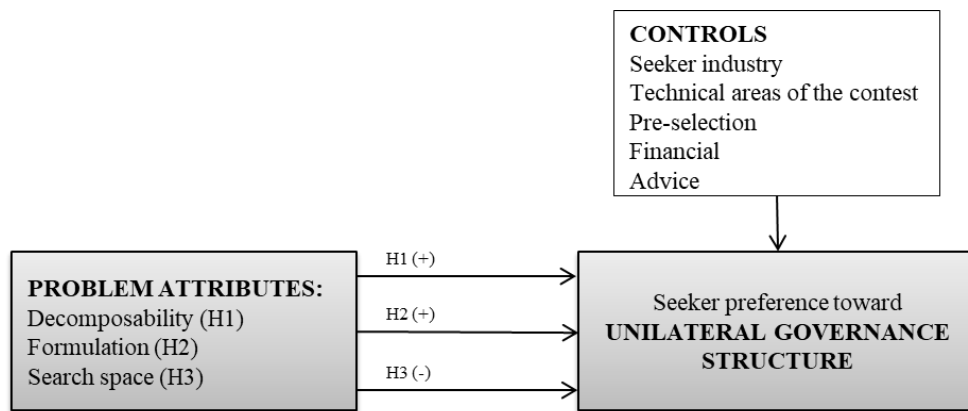 CONTROLS
Seeker industry
Technical areas of the contest
Pre-selection
Financial
Advice
PROBLEM ATTRIBUTES:
Decomposability (H1)
Formulation (H2)
Search space (H3)
H1 (+)
H2 (+)
H3 (-)
Seeker preference toward
UNILATERAL GOVERNANCE
STRUCTURE